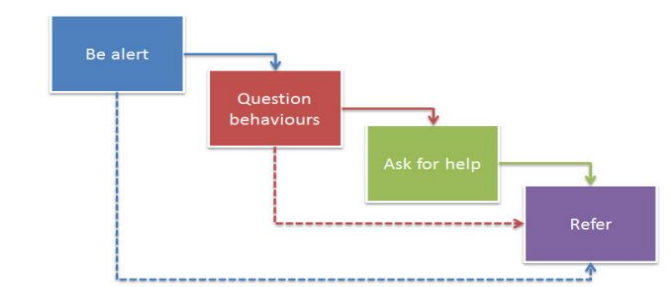 Be alert
Question
behaviours
Ask for help
Refer